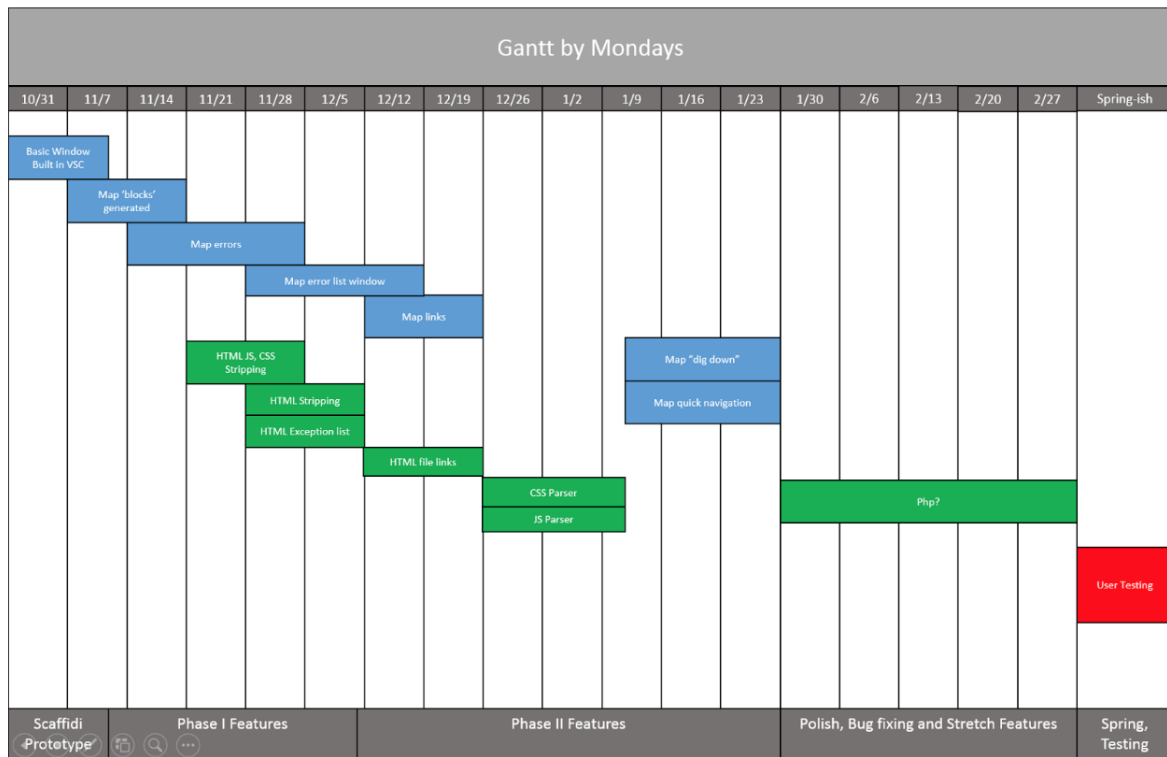 Gantt by Mondays
10/31 11/7 11/14 11/21 11/28 12/5 12/12 12/19 12/26 1/2 1/9 1/16 1/23 1/30 2/6 2/13 2/20 2/27 Spring-ish
Basic Window
Built in VSC
Map ‘blocks’
generated
Map errors
Map error list window
Map links
HTML JS, CSS
Stripping
Map “dig down”
HTML Stripping
Map quick navigation
HTML Exception list
HTML file links
CSS Parser
Php?
JS Parser
User Testing
Scaffidi
Prototype
Phase I Features
Phase II Features
Polish, Bug fixing and Stretch Features
Spring,
Testing